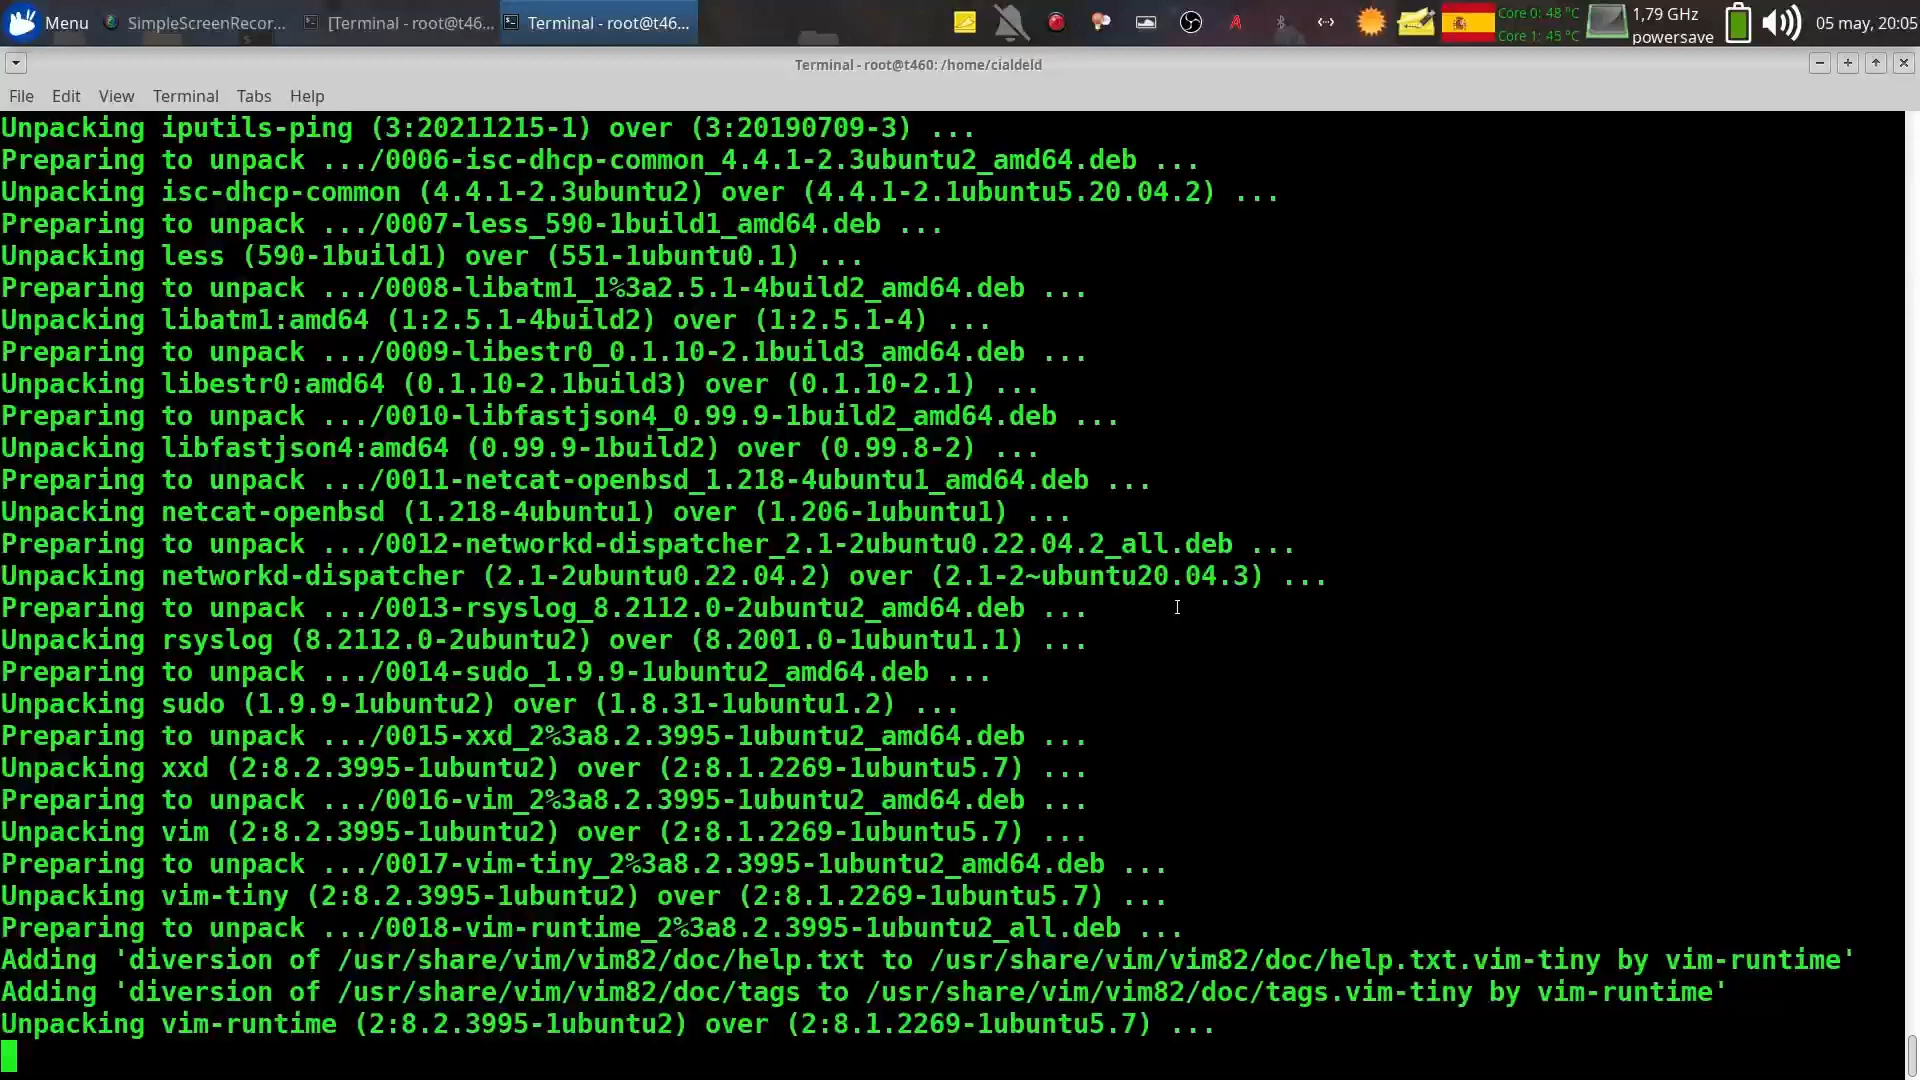 Menu SimpleScreenRecor... [Terminal - root@t46... Terminal - root@t46... A Core 0: 48 °C 1,79 GHz 05 may, 20:05
Core 1: 45 °C powersave
Terminal - root@t460: /home/cialdeld
File Edit View Terminal Tabs Help
Unpacking iputils-ping (3:20211215-1) over (3:20190709-3) ...
Preparing to unpack .../0006-isc-dhcp-common_4.4.1-2.3ubuntu2_amd64.deb ...
Unpacking isc-dhcp-common (4.4.1-2.3ubuntu2) over (4.4.1-2.1ubuntu5.20.04.2) ...
Preparing to unpack .../0007-less_590-1build1_amd64.deb ...
Unpacking less (590-1build1) over (551-1ubuntu0.1) ...
Preparing to unpack .../0008-libatm1_1%3a2.5.1-4build2_amd64.deb ...
Unpacking libatm1:amd64 (1:2.5.1-4build2) over (1:2.5.1-4) ...
Preparing to unpack .../0009-libestr0_0.1.10-2.1build3_amd64.deb ...
Unpacking libestr0:amd64 (0.1.10-2.1build3) over (0.1.10-2.1) ...
Preparing to unpack .../0010-libfastjson4_0.99.9-1build2_amd64.deb ...
Unpacking libfastjson4:amd64 (0.99.9-1build2) over (0.99.8-2) ...
Preparing to unpack .../0011-netcat-openbsd_1.218-4ubuntu1_amd64.deb ...
Unpacking netcat-openbsd (1.218-4ubuntu1) over (1.206-1ubuntu1) ...
Preparing to unpack .../0012-networkd-dispatcher_2.1-2ubuntu0.22.04.2_all.deb ...
Unpacking networkd-dispatcher (2.1-2ubuntu0.22.04.2) over (2.1-2~ubuntu20.04.3) ...
Preparing to unpack .../0013-rsyslog_8.2112.0-2ubuntu2_amd64.deb ...
Unpacking rsyslog (8.2112.0-2ubuntu2) over (8.2001.0-1ubuntu1.1) ...
Preparing to unpack .../0014-sudo_1.9.9-1ubuntu2_amd64.deb ...
Unpacking sudo (1.9.9-1ubuntu2) over (1.8.31-1ubuntu1.2) ...
Preparing to unpack .../0015-xxd_2%3a8.2.3995-1ubuntu2_amd64.deb ...
Unpacking xxd (2:8.2.3995-1ubuntu2) over (2:8.1.2269-1ubuntu5.7) ...
Preparing to unpack .../0016-vim_2%3a8.2.3995-1ubuntu2_amd64.deb ...
Unpacking vim (2:8.2.3995-1ubuntu2) over (2:8.1.2269-1ubuntu5.7) ...
Preparing to unpack .../0017-vim-tiny_2%3a8.2.3995-1ubuntu2_amd64.deb ...
Unpacking vim-tiny (2:8.2.3995-1ubuntu2) over (2:8.1.2269-1ubuntu5.7) ...
Preparing to unpack .../0018-vim-runtime_2%3a8.2.3995-1ubuntu2_all.deb ...
Adding 'diversion of /usr/share/vim/vim82/doc/help.txt to /usr/share/vim/vim82/doc/help.txt.vim-tiny by vim-runtime'
Adding 'diversion of /usr/share/vim/vim82/doc/tags to /usr/share/vim/vim82/doc/tags.vim-tiny by vim-runtime'
Unpacking vim-runtime (2:8.2.3995-1ubuntu2) over (2:8.1.2269-1ubuntu5.7) ...